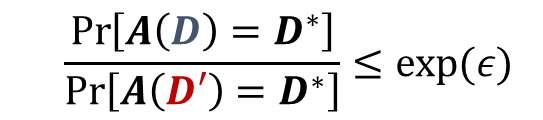 Pr[A(D) = D*]
Pr[A(D′) = D*]
≤ exp(ϵ)